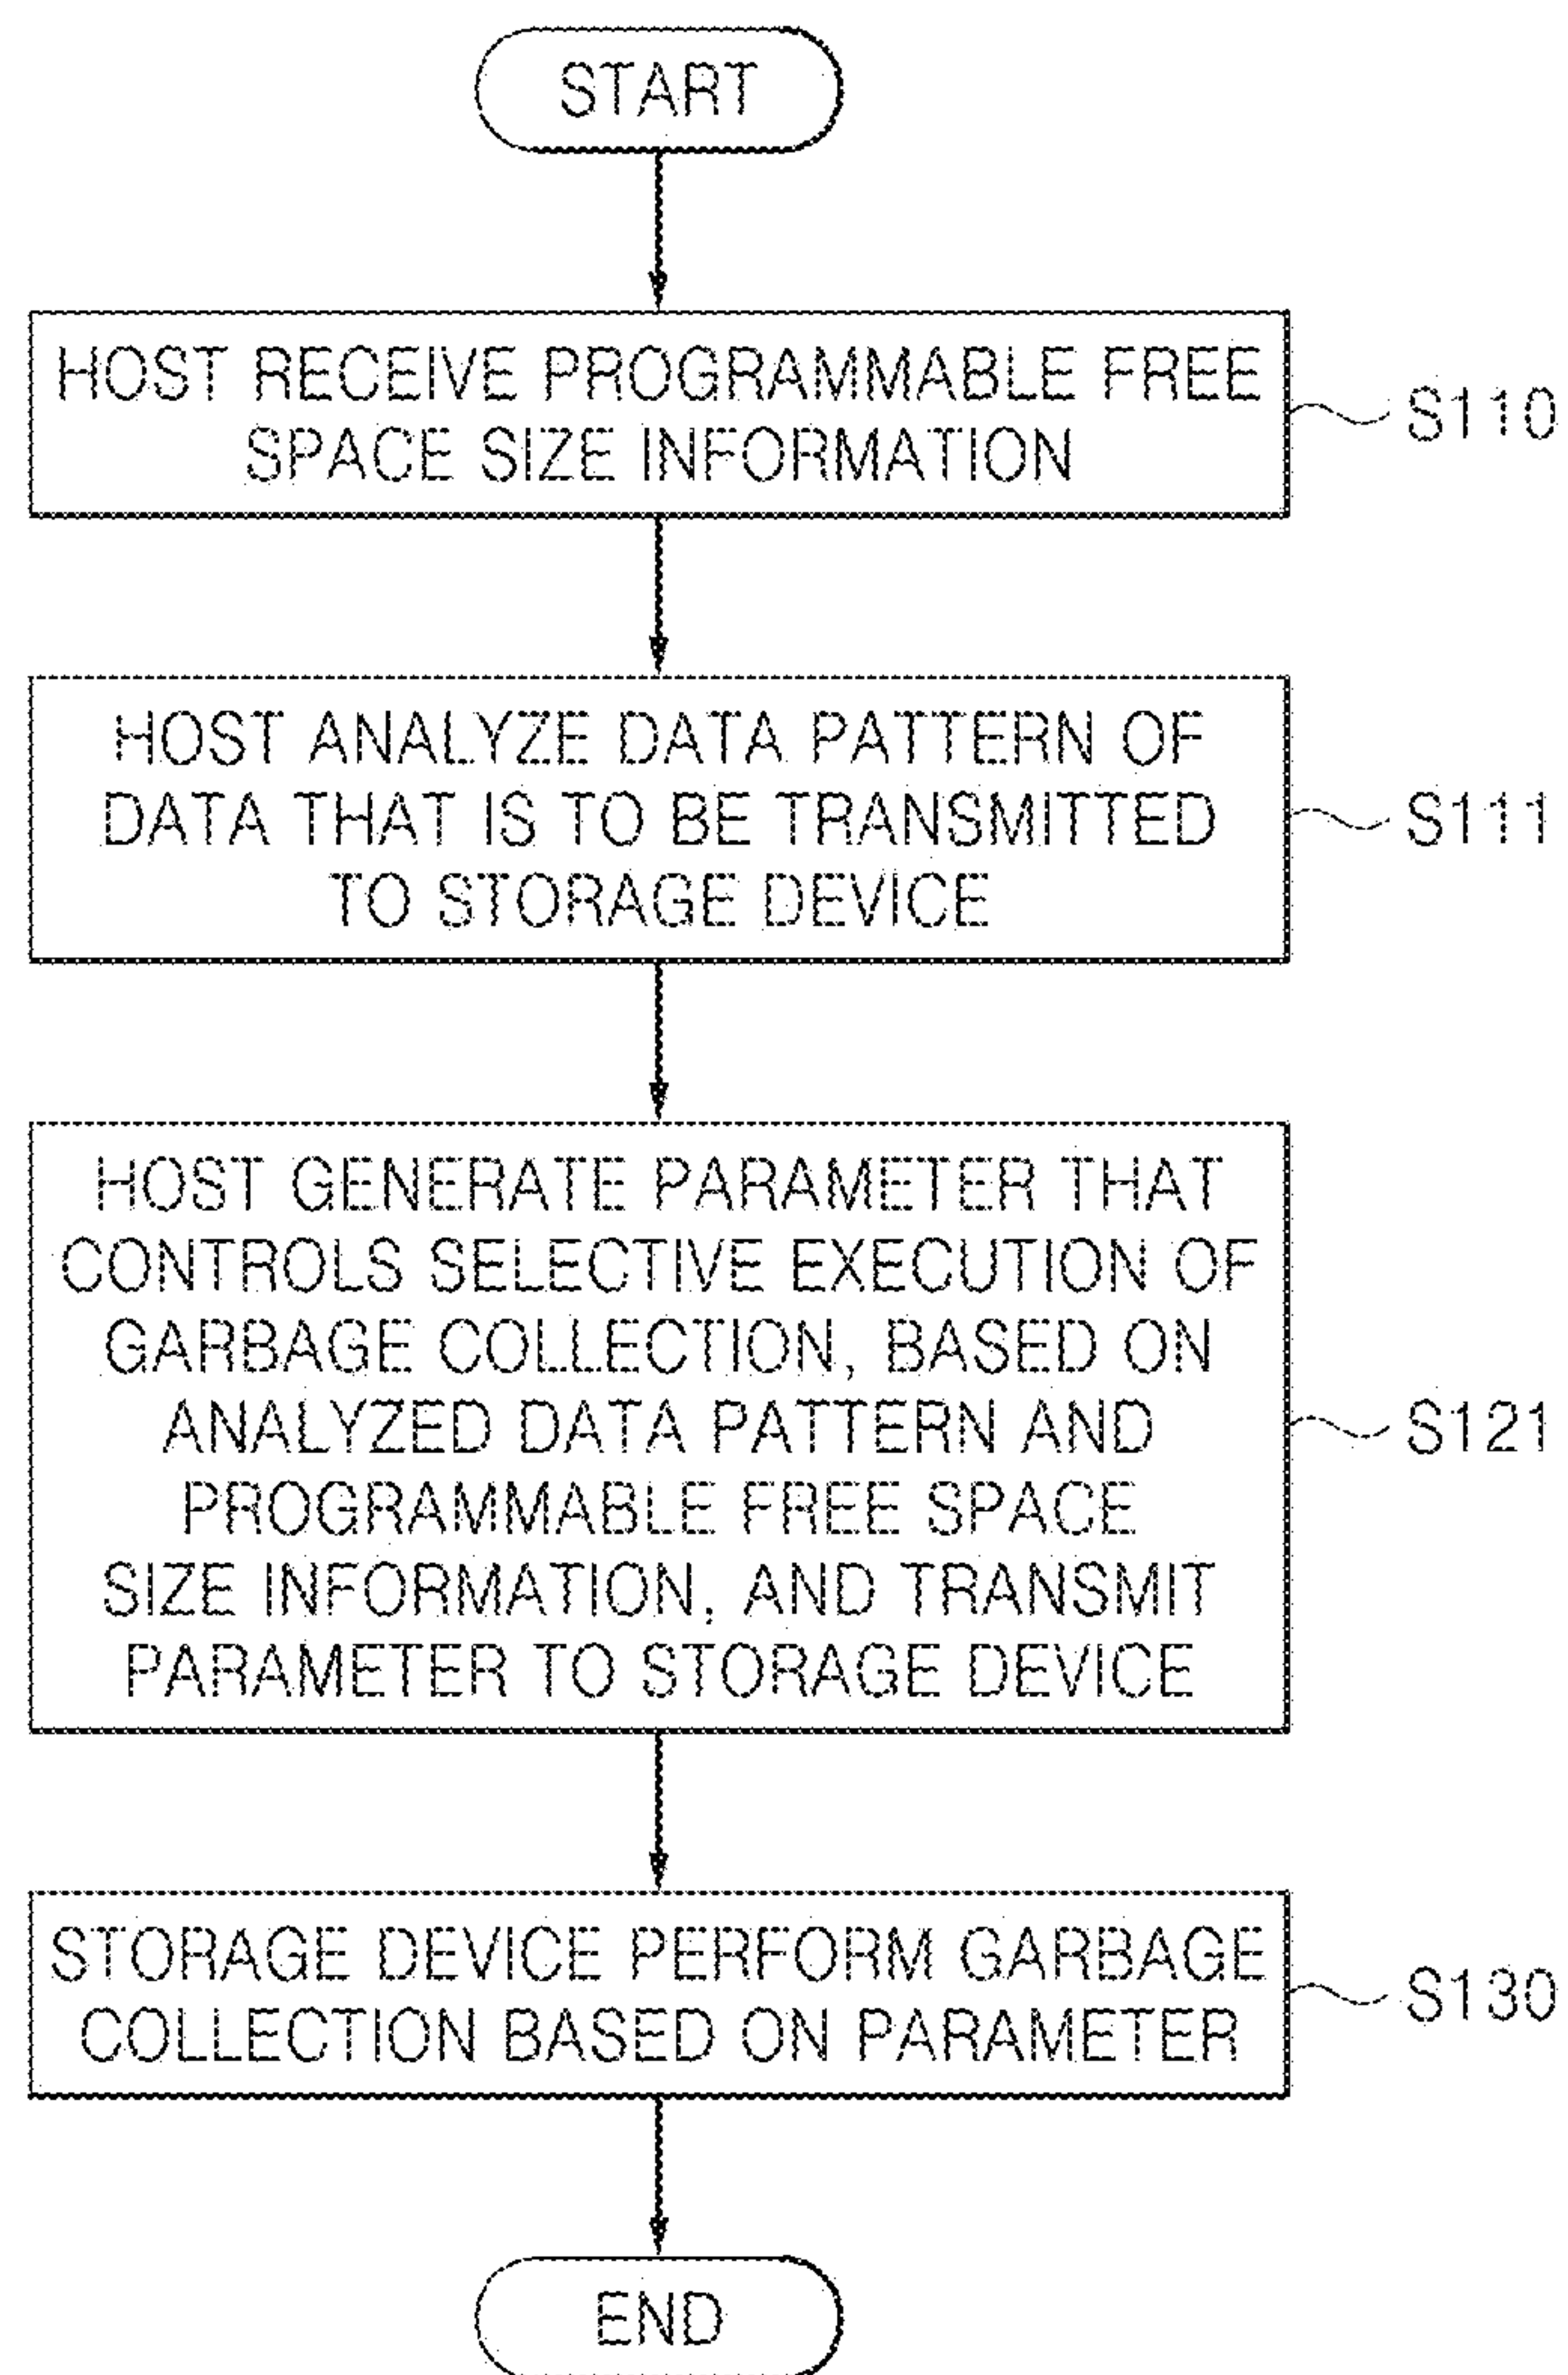 START
HOST RECEIVE PROGRAMMABLE FREE
SPACE SIZE INFORMATION
S110
HOST ANALYZE DATA PATTERN OF
DATA THAT IS TO BE TRANSMITTED
TO STORAGE DEVICE
S111
HOST GENERATE PARAMETER THAT
CONTROLS SELECTIVE EXECUTION OF
GARBAGE COLLECTION, BASED ON
ANALYZED DATA PATTERN AND
PROGRAMMABLE FREE SPACE
SIZE INFORMATION, AND TRANSMIT
PARAMETER TO STORAGE DEVICE
S121
STORAGE DEVICE PERFORM GARBAGE
COLLECTION BASED ON PARAMETER
S130
END